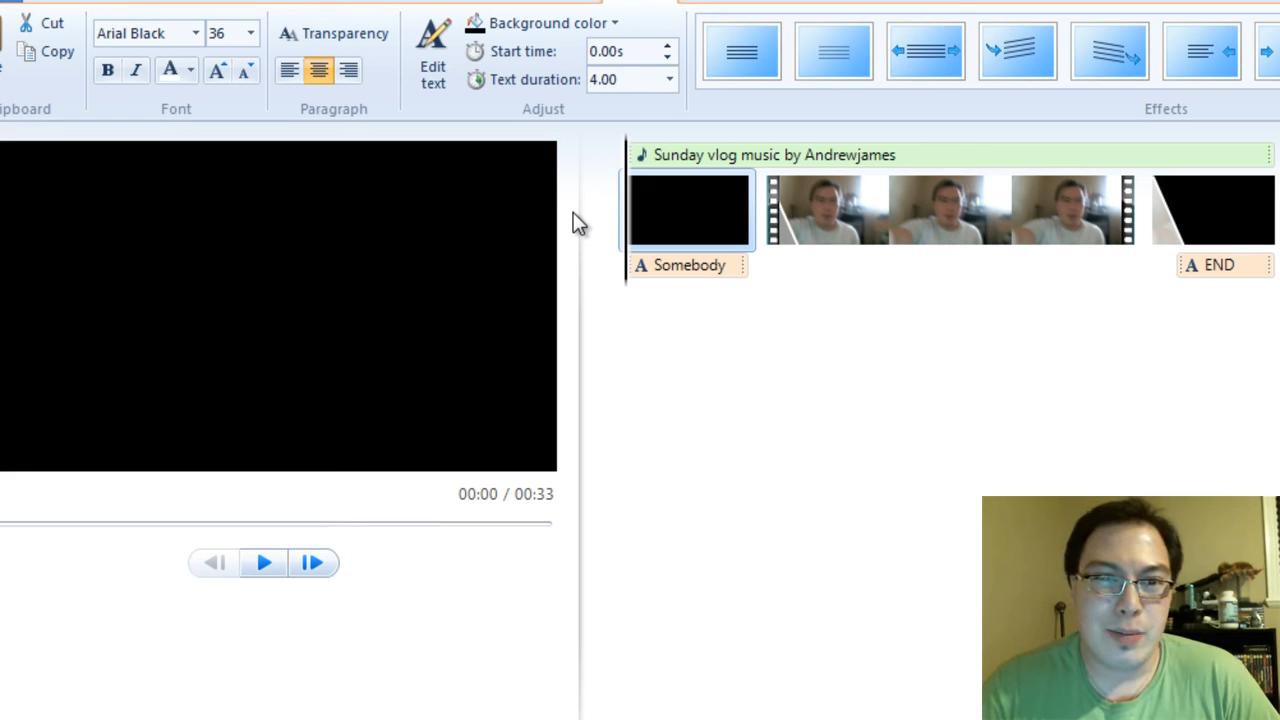 Cut
Copy
lipboard
Arial Black
36
B I A A A
Font
Transparency
Paragraph
Edit
text
Background color
Start time: 0.00s
Text duration: 4.00
Adjust
Effects
Sunday vlog music by Andrewjames
A Somebody
A END
00:00 / 00:33